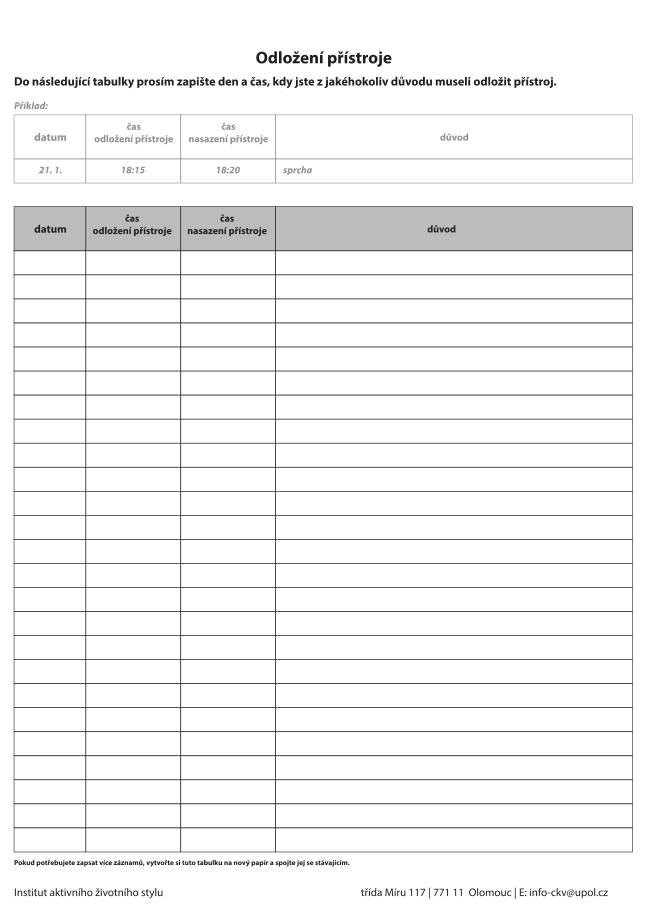 Odložení přístroje
Do následující tabulky prosím zapište den a čas, kdy jste z jakéhokoliv důvodu museli odložit přístroj.
Příklad:
datum
čas
odložení přístroje
čas
nasazení přístroje
důvod
21. 1.
18:15
18:20
sprcha
datum
čas
odložení přístroje
čas
nasazení přístroje
důvod
Pokud potřebujete zapsat více záznamů, vytvořte si tuto tabulku na nový papír a spojte jej se stávajícím.
Institut aktivního životního stylu
třída Míru 117 | 771 11 Olomouc | E: info-ckv@upol.cz